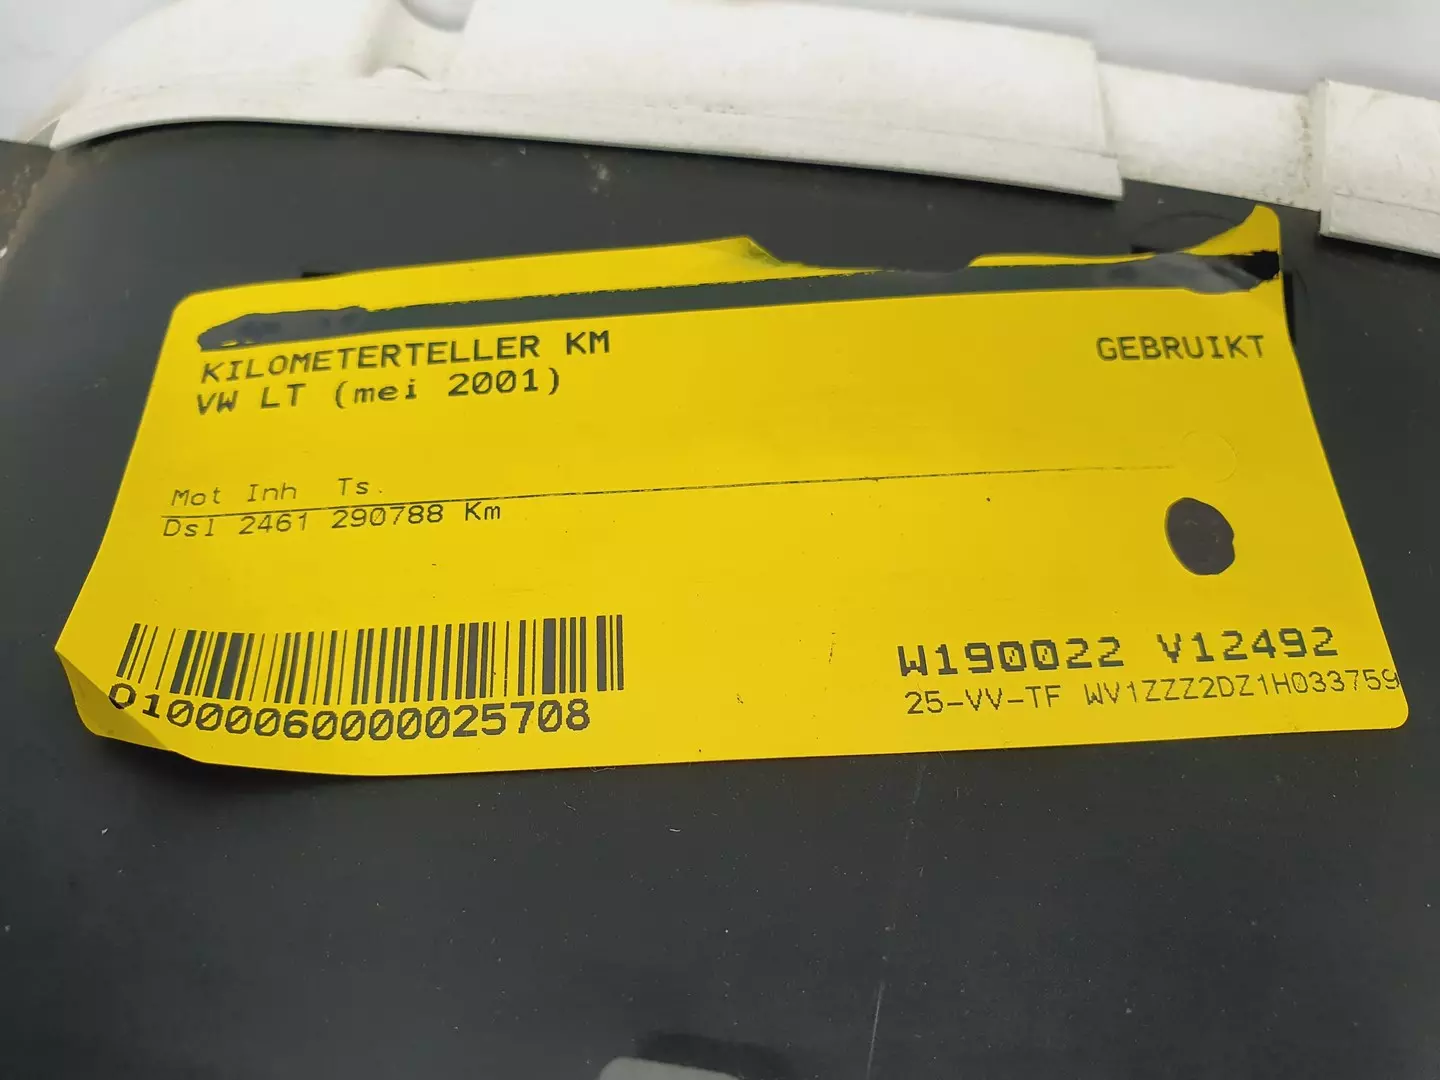 KILOMETERTELLER KM
GEBRUIKT
VW LT (mei 2001)
Mot Inh Ts.
Dsl 2461 290788 Km
0100006000025708
W190022 V12492
25-VV-TF WV1ZZZ2DZ1H033759